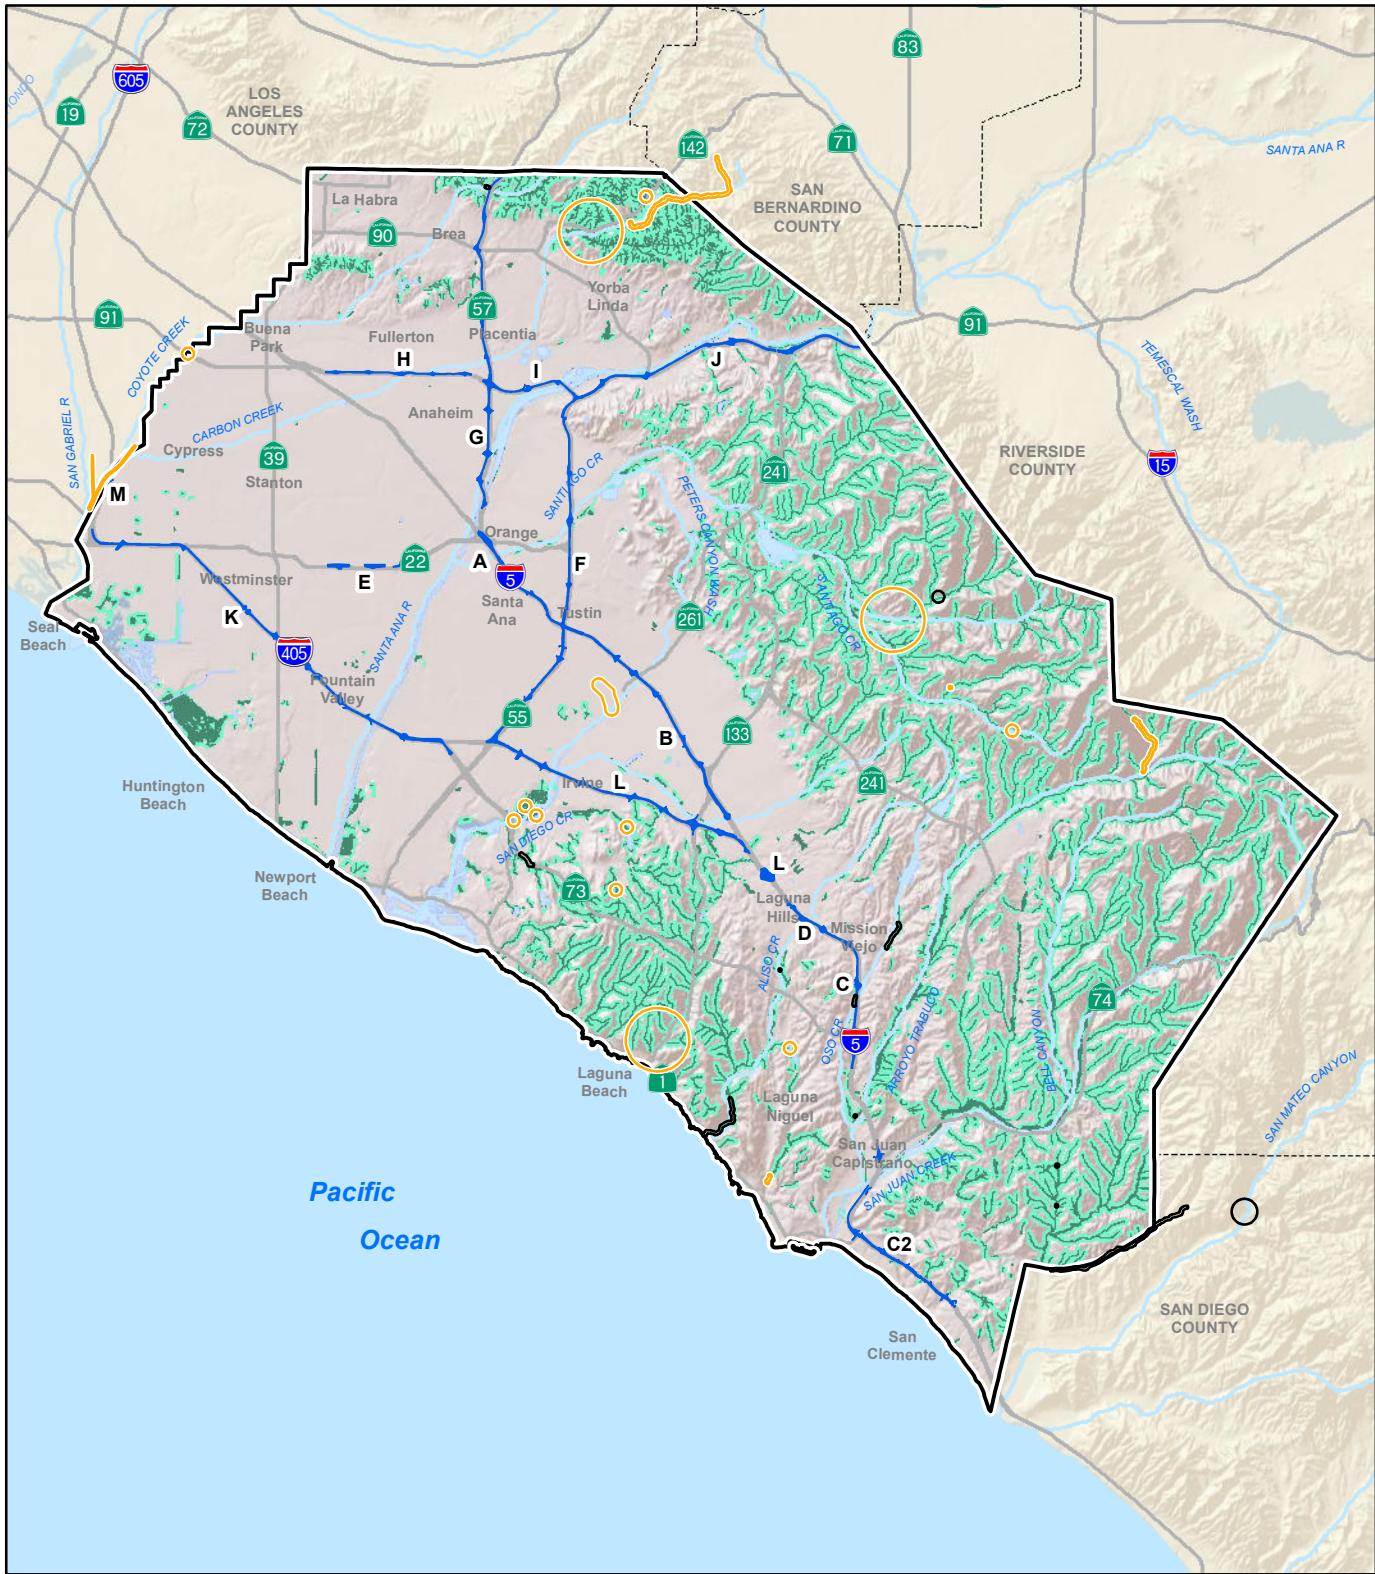 83
605
LOS
ANGELES
COUNTY
19
72
142
71
HONDO
SANTA ANA R
SAN
BERNARDINO
COUNTY
La Habra
90
Brea
Yorba
Linda
57
91
Buena
Park
Fullerton
Placentia
91
COYOTE CREEK
H
I
J
TEMESCAL WASH
SAN GABRIEL R
CARBON CREEK
Anaheim
G
Cypress
39
Stanton
M
SANTIAGO CR
241
RIVERSIDE
COUNTY
15
PETERS CANYON WASH
Orange
A
F
22
E
5
Westminster
Santa
Ana
Tustin
K
SANTA ANA R
261
SANTIAGO CR
Seal
Beach
405
Fountain
Valley
55
B
133
Huntington
Beach
Irvine
L
241
SAN DIEGO CR
Newport
Beach
73
L
Laguna
Hills
D
Mission
Viejo
ALISO CR
C
74
OSO CR
5
ARROYO TRABUCO
BELL CANYON
Laguna
Beach
1
Laguna
Niguel
SAN MATEO CANYON
San Juan
Capistrano
SAN JUAN CREEK
Pacific
Ocean
C2
SAN DIEGO
COUNTY
San
Clemente